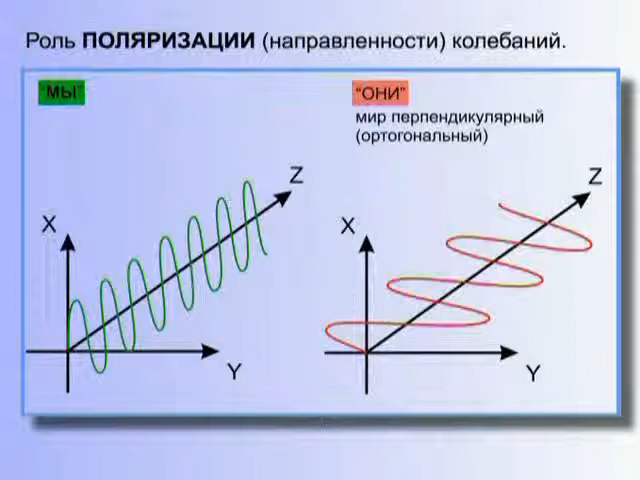 Роль ПОЛЯРИЗАЦИИ (направленности) колебаний.
"МЫ"
"ОНИ"
мир перпендикулярный
(ортогональный)
X
Z
Y
X
Z
Y